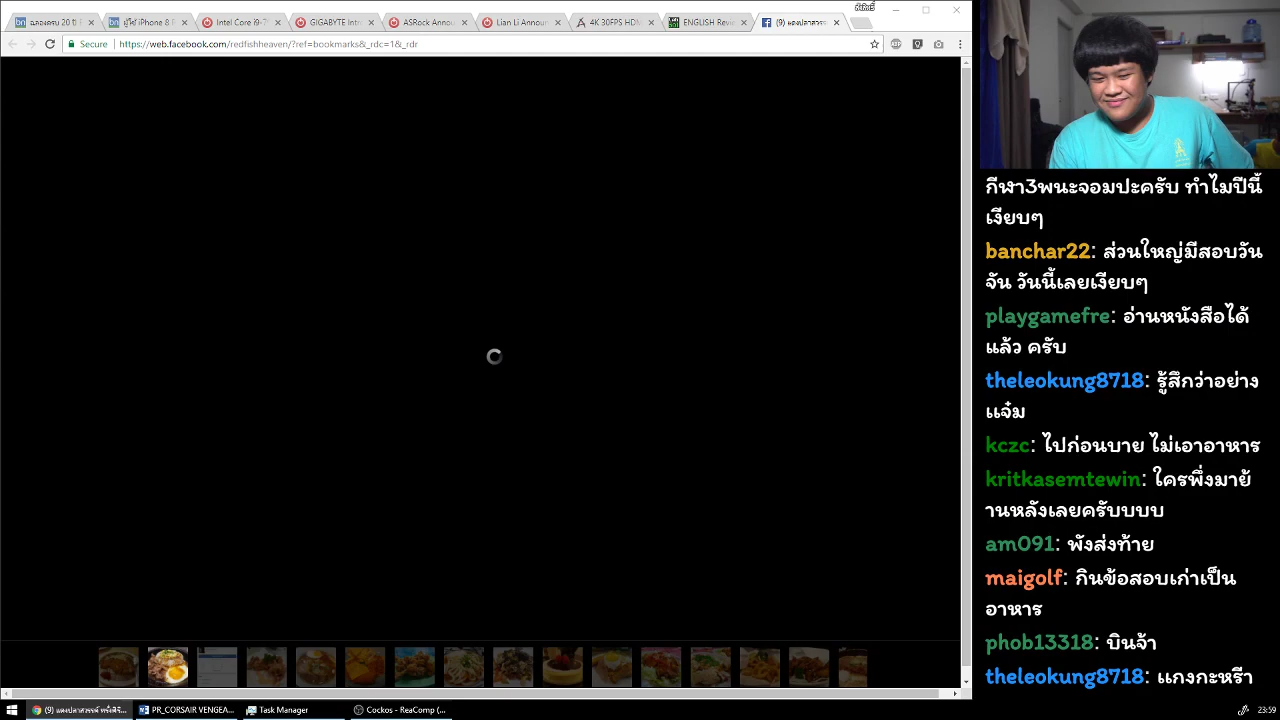 Intel Core i9-
GIGABYTE Intro
ASRock Annou
Lian Li Annou
4K 30FPS HDM
ENGLISH Revie
Secure
https://web.facebook.com/redfishheaven/?ref=bookmarks&_rdc=1&_rdr
กีฬา3พนะจอมปะครับ ทำไมปีนี้
เงียบๆ
banchar22: ส่วนใหญ่มีสอบวัน
จัน วันนี้เลยเงียบๆ
playgamefre: อ่านหนังสือได้
แล้ว ครับ
theleokung8718: รู้สึกว่าอย่าง
แจ๋ม
kczc: ไปก่อนบาย ไม่เอาอาหาร
kritkasemtewin: ใครพึ่งมาย้
านหลังเลยครับบบบ
am091: พังส่งท้าย
maigolf: กินข้อสอบเก่าเป็น
อาหาร
phob13318: บินจ้า
theleokung8718: แกงกะหรี่า
PR_CORSAIR VENGEA...
Task Manager
Cockos - ReaComp (...
23:59